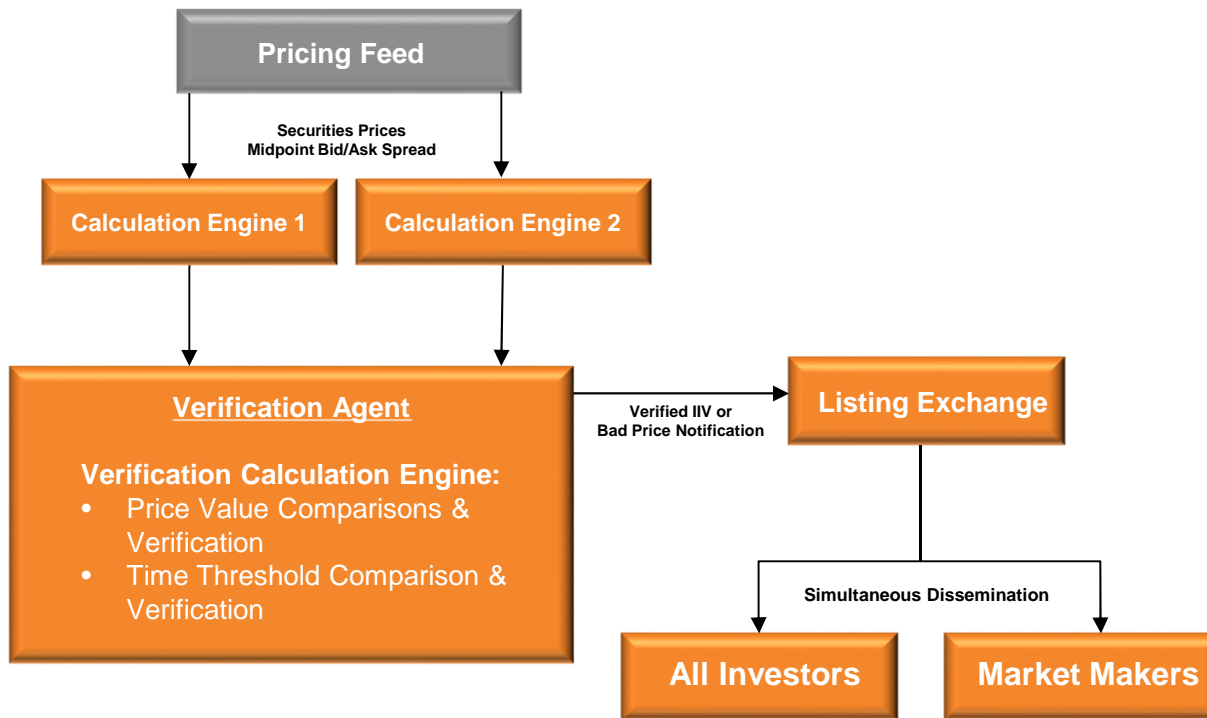 Pricing Feed
Securities Prices
Midpoint Bid/Ask Spread
Calculation Engine 1
Calculation Engine 2
Verification Agent
Verification Calculation Engine:
• Price Value Comparisons &
Verification
• Time Threshold Comparison &
Verification
Verified IIV or
Bad Price Notification
Listing Exchange
Simultaneous Dissemination
All Investors
Market Makers